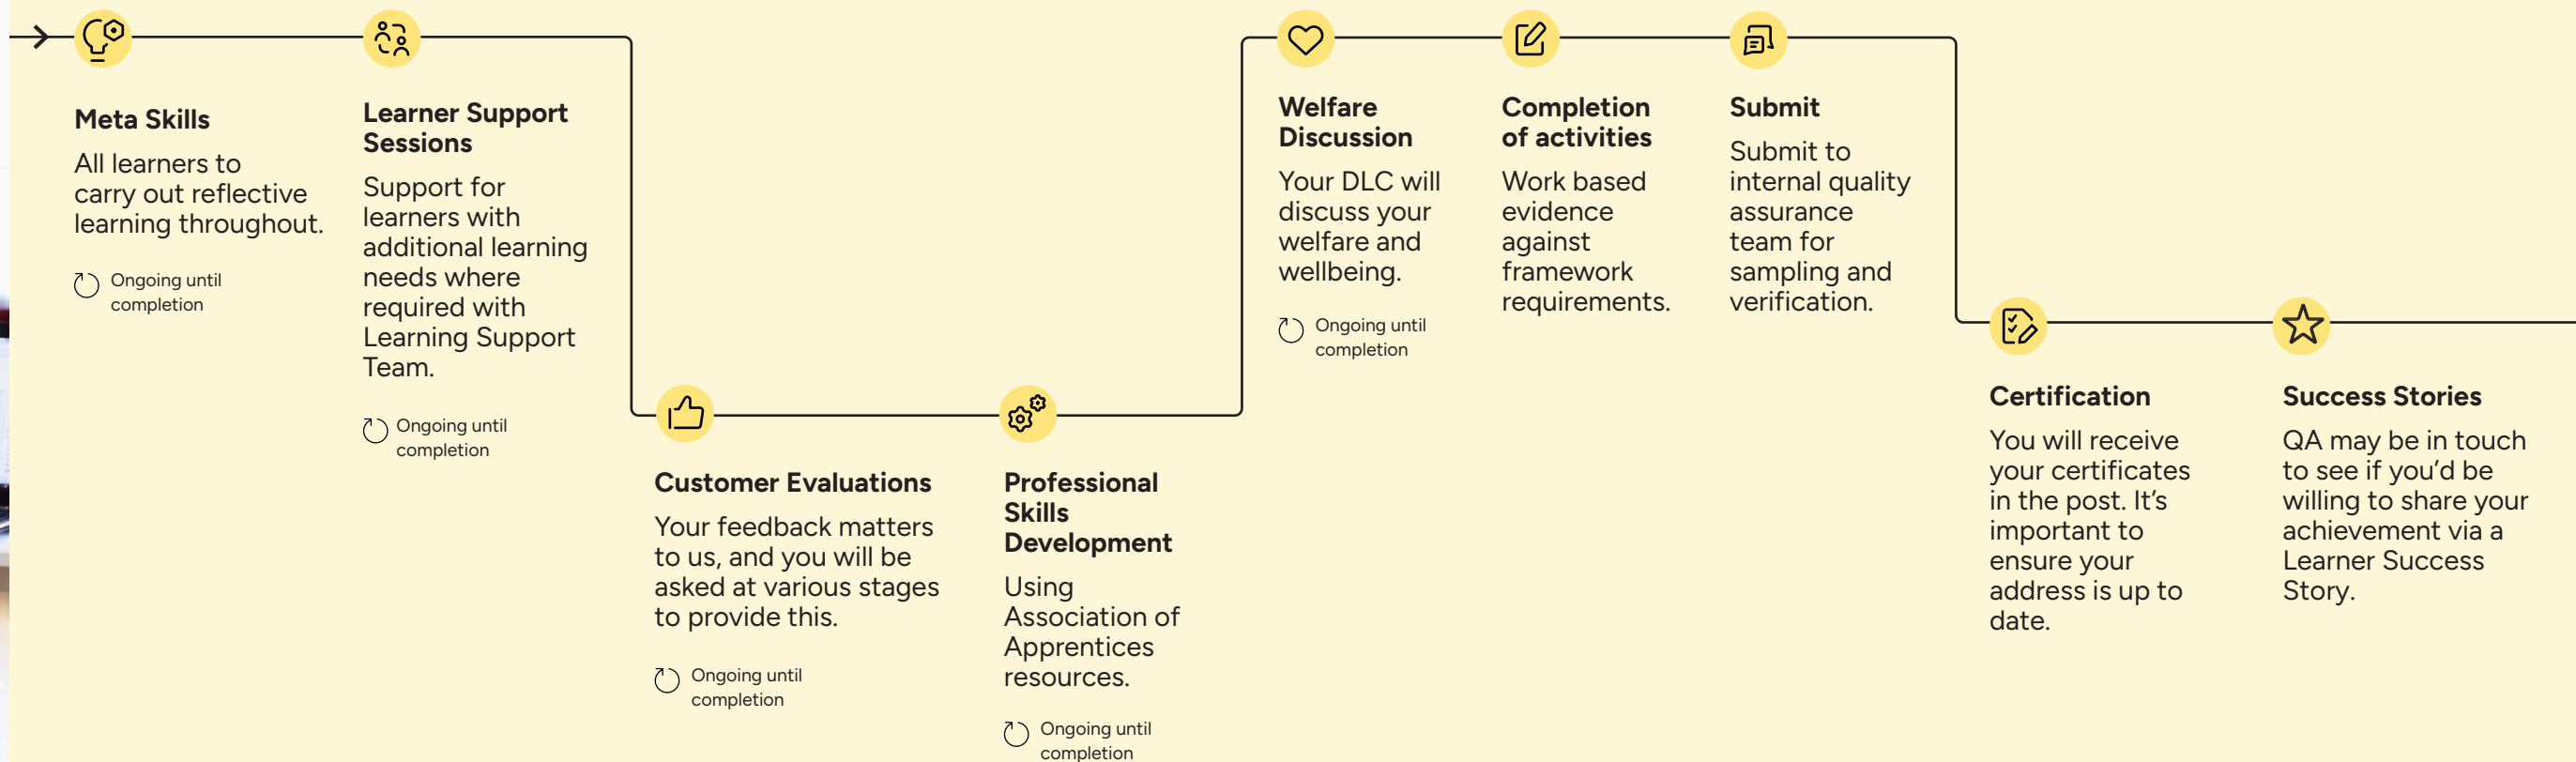 Meta Skills
All learners to
carry out reflective
learning throughout.
Ongoing until
completion
Learner Support
Sessions
Support for
learners with
additional learning
needs where
required with
Learning Support
Team.
Ongoing until
completion
Customer Evaluations
Your feedback matters
to us, and you will be
asked at various stages
to provide this.
Ongoing until
completion
Professional
Skills
Development
Using
Association of
Apprentices
resources.
Ongoing until
completion
Welfare
Discussion
Your DLC will
discuss your
welfare and
wellbeing.
Ongoing until
completion
Completion
of activities
Work based
evidence
against
framework
requirements.
Submit
Submit to
internal quality
assurance
team for
sampling and
verification.
Certification
You will receive
your certificates
in the post. It’s
important to
ensure your
address is up to
date.
Success Stories
QA may be in touch
to see if you’d be
willing to share your
achievement via a
Learner Success
Story.